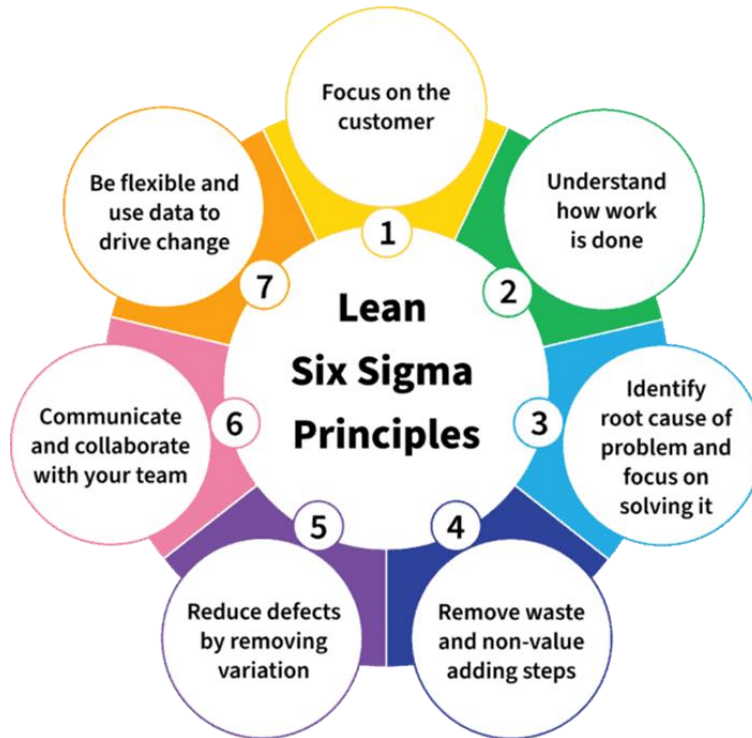 Lean
Six Sigma
Principles
1
Focus on the
customer
2
Understand
how work
is done
3
Identify
root cause of
problem and
focus on
solving it
4
Remove waste
and non-value
adding steps
5
Reduce defects
by removing
variation
6
Communicate
and collaborate
with your team
7
Be flexible and
use data to
drive change